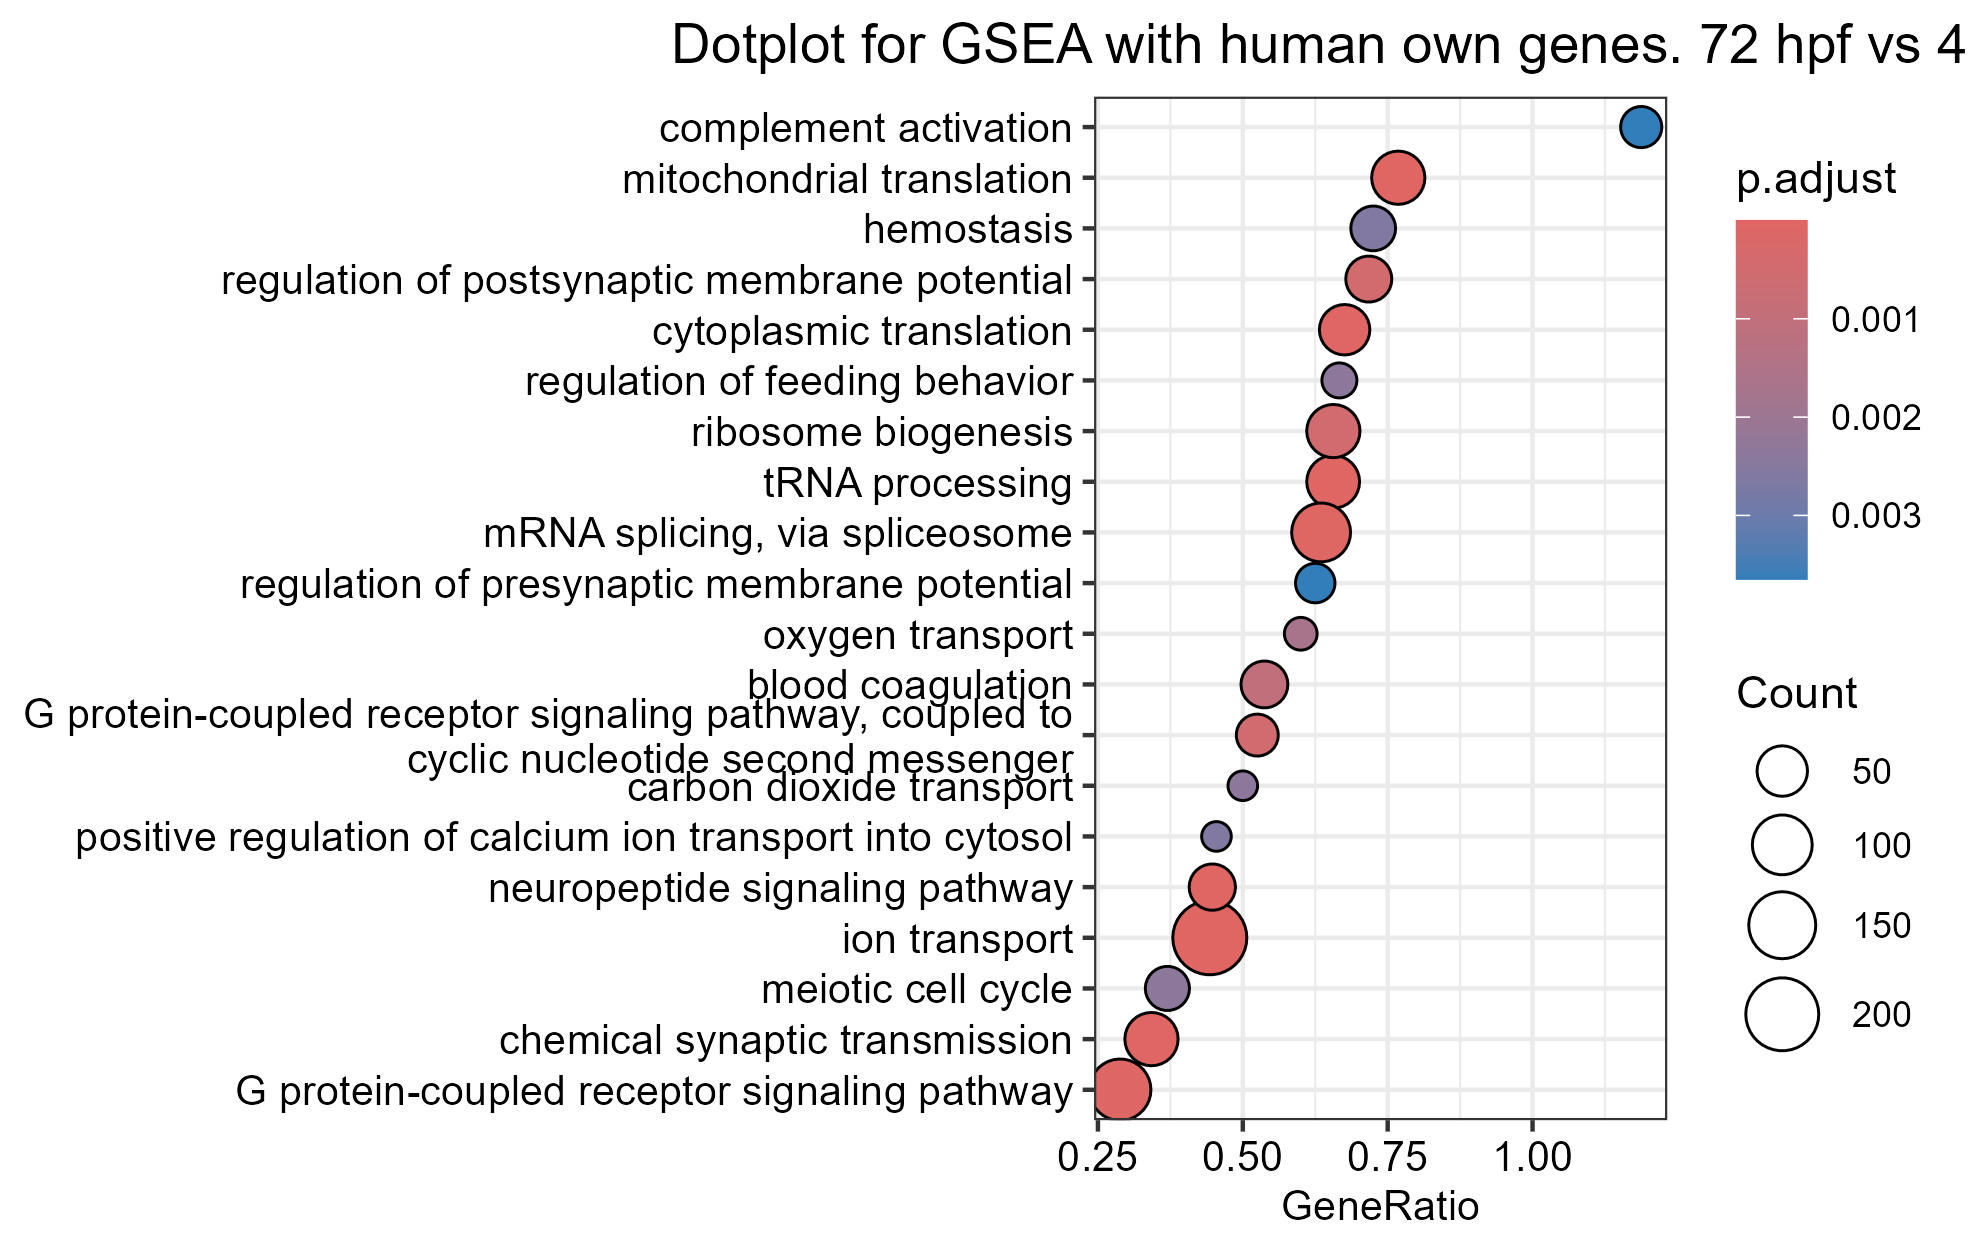 Dotplot for GSEA with human own genes. 72 hpf vs 4
complement activation
mitochondrial translation
hemostasis
regulation of postsynaptic membrane potential
cytoplasmic translation
regulation of feeding behavior
ribosome biogenesis
tRNA processing
mRNA splicing, via spliceosome
regulation of presynaptic membrane potential
oxygen transport
blood coagulation
G protein-coupled receptor signaling pathway, coupled to
cyclic nucleotide second messenger
carbon dioxide transport
positive regulation of calcium ion transport into cytosol
neuropeptide signaling pathway
ion transport
meiotic cell cycle
chemical synaptic transmission
G protein-coupled receptor signaling pathway
0.25 0.50 0.75 1.00
GeneRatio
p.adjust
0.001
0.002
0.003
Count
50
100
150
200